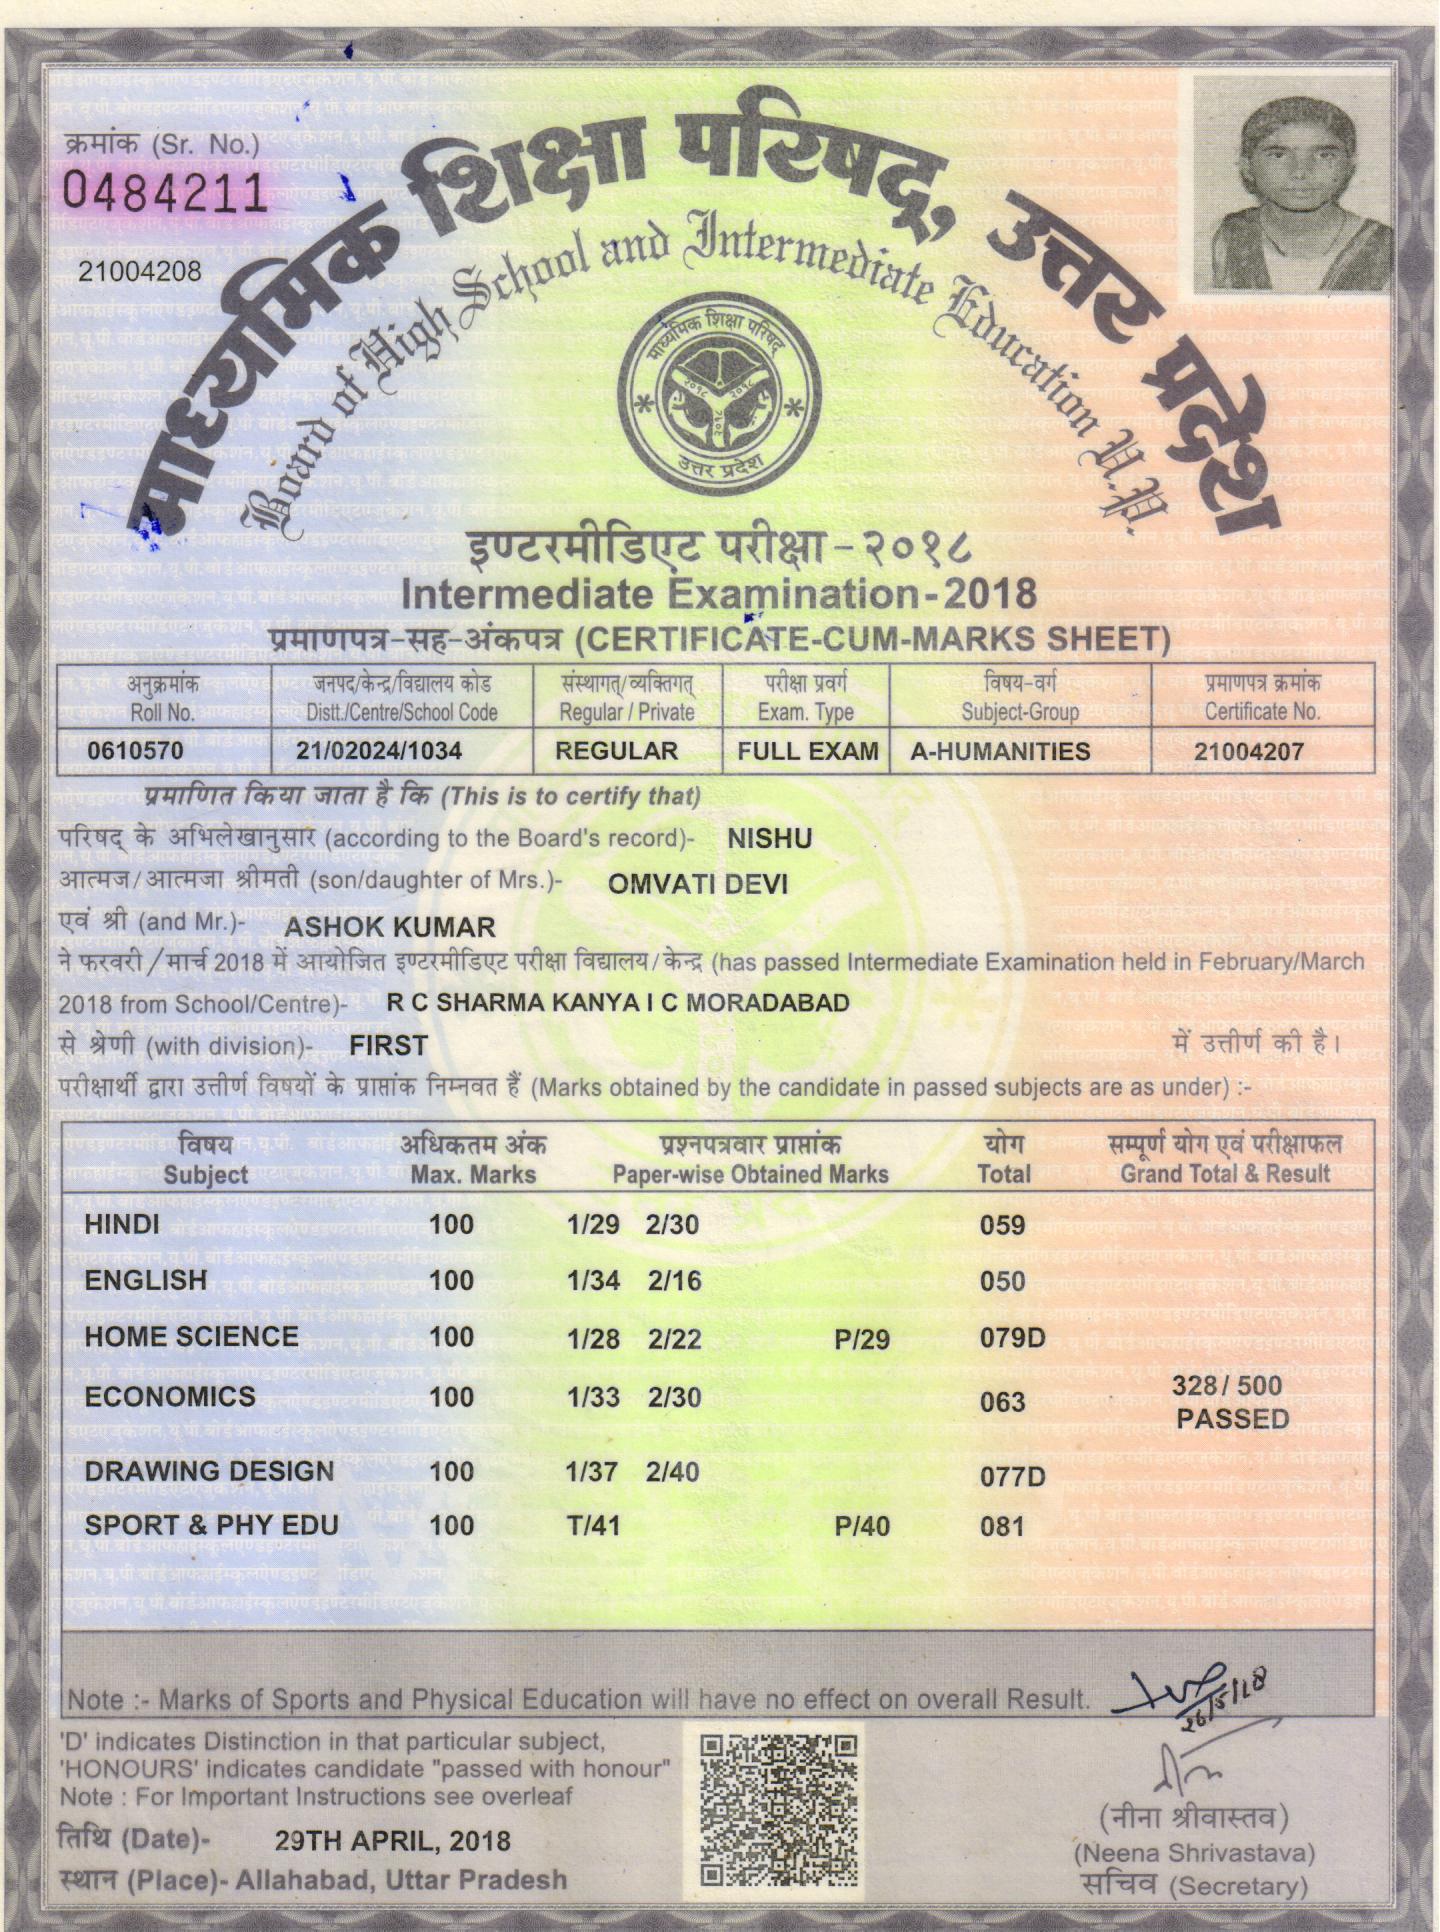 क्रमांक (Sr. No.)
0484211
21004208
माध्यमिक शिक्षा परिषद्, उत्तर प्रदेश
Board of High School and Intermediate Education U.P.
माध्यमिक शिक्षा परिषद्
२०१८ २०१८
२०१८
उत्तर प्रदेश
इण्टरमीडिएट परीक्षा - २०१८
Intermediate Examination - 2018
प्रमाणपत्र-सह-अंकपत्र (CERTIFICATE-CUM-MARKS SHEET)
अनुक्रमांक जनपद/केन्द्र/विद्यालय कोड संस्थागत्/व्यक्तिगत् परीक्षा प्रवर्ग विषय-वर्ग प्रमाणपत्र क्रमांक
Roll No. Distt./Centre/School Code Regular / Private Exam. Type Subject-Group Certificate No.
0610570 21/02024/1034 REGULAR FULL EXAM A-HUMANITIES 21004207
प्रमाणित किया जाता है कि (This is to certify that)
परिषद् के अभिलेखानुसार (according to the Board's record)- NISHU
आत्मज/आत्मजा श्रीमती (son/daughter of Mrs.)- OMVATI DEVI
एवं श्री (and Mr.)- ASHOK KUMAR
ने फरवरी/मार्च 2018 में आयोजित इण्टरमीडिएट परीक्षा विद्यालय/केन्द्र (has passed Intermediate Examination held in February/March
2018 from School/Centre)- R C SHARMA KANYA I C MORADABAD
से श्रेणी (with division)- FIRST में उत्तीर्ण की है।
परीक्षार्थी द्वारा उत्तीर्ण विषयों के प्राप्तांक निम्नवत हैं (Marks obtained by the candidate in passed subjects are as under) :-
विषय अधिकतम अंक प्रश्नपत्रवार प्राप्तांक योग सम्पूर्ण योग एवं परीक्षाफल
Subject Max. Marks Paper-wise Obtained Marks Total Grand Total & Result
HINDI 100 1/29 2/30 059
ENGLISH 100 1/34 2/16 050
HOME SCIENCE 100 1/28 2/22 P/29 079D
ECONOMICS 100 1/33 2/30 063 328/ 500
PASSED
DRAWING DESIGN 100 1/37 2/40 077D
SPORT & PHY EDU 100 T/41 P/40 081
Note :- Marks of Sports and Physical Education will have no effect on overall Result.
26/5/18
'D' indicates Distinction in that particular subject,
'HONOURS' indicates candidate "passed with honour"
Note : For Important Instructions see overleaf
तिथि (Date)- 29TH APRIL, 2018
स्थान (Place)- Allahabad, Uttar Pradesh
(नीना श्रीवास्तव)
(Neena Shrivastava)
सचिव (Secretary)